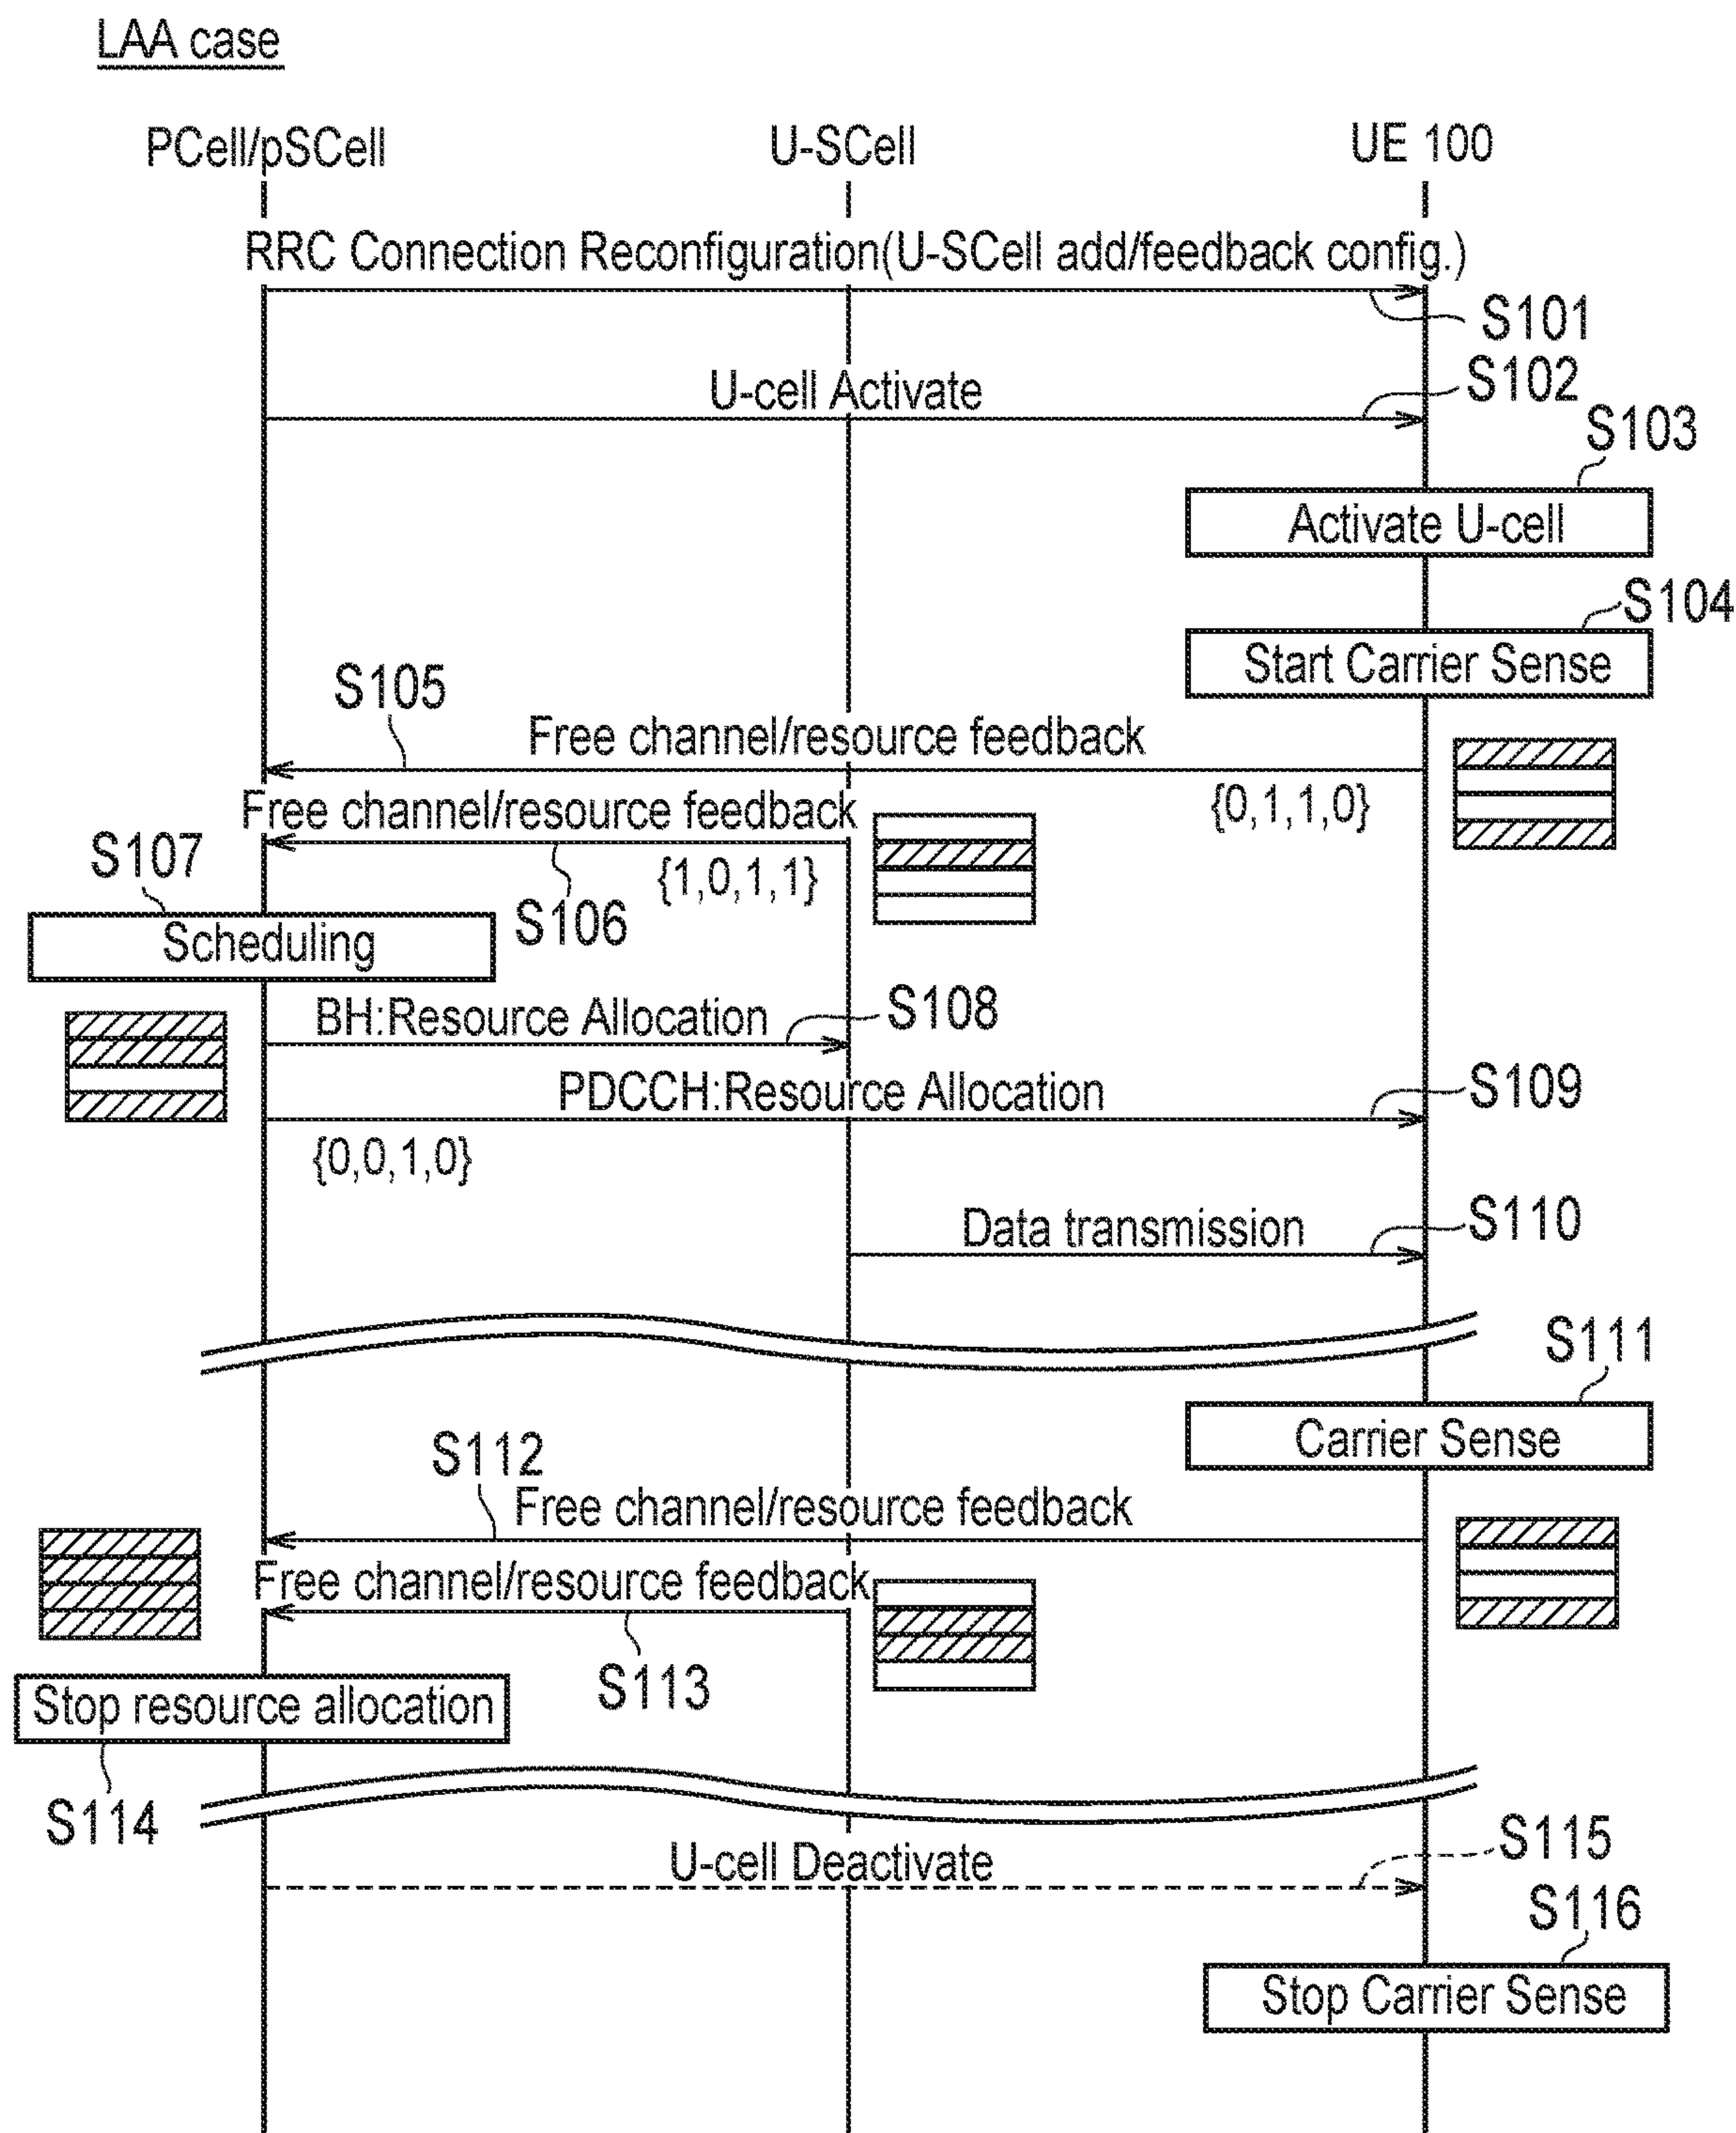 LAA case
PCell/pSCell
U-SCell
UE 100
RRC Connection Reconfiguration(U-SCell add/feedback config.)
S101
U-cell Activate
S102
S103
Activate U-cell
S104
Start Carrier Sense
S105
Free channel/resource feedback
{0,1,1,0}
Free channel/resource feedback
{1,0,1,1}
S106
S107
Scheduling
BH:Resource Allocation
S108
PDCCH:Resource Allocation
S109
{0,0,1,0}
Data transmission
S110
S111
Carrier Sense
S112
Free channel/resource feedback
Free channel/resource feedback
S113
Stop resource allocation
S114
U-cell Deactivate
S115
S116
Stop Carrier Sense